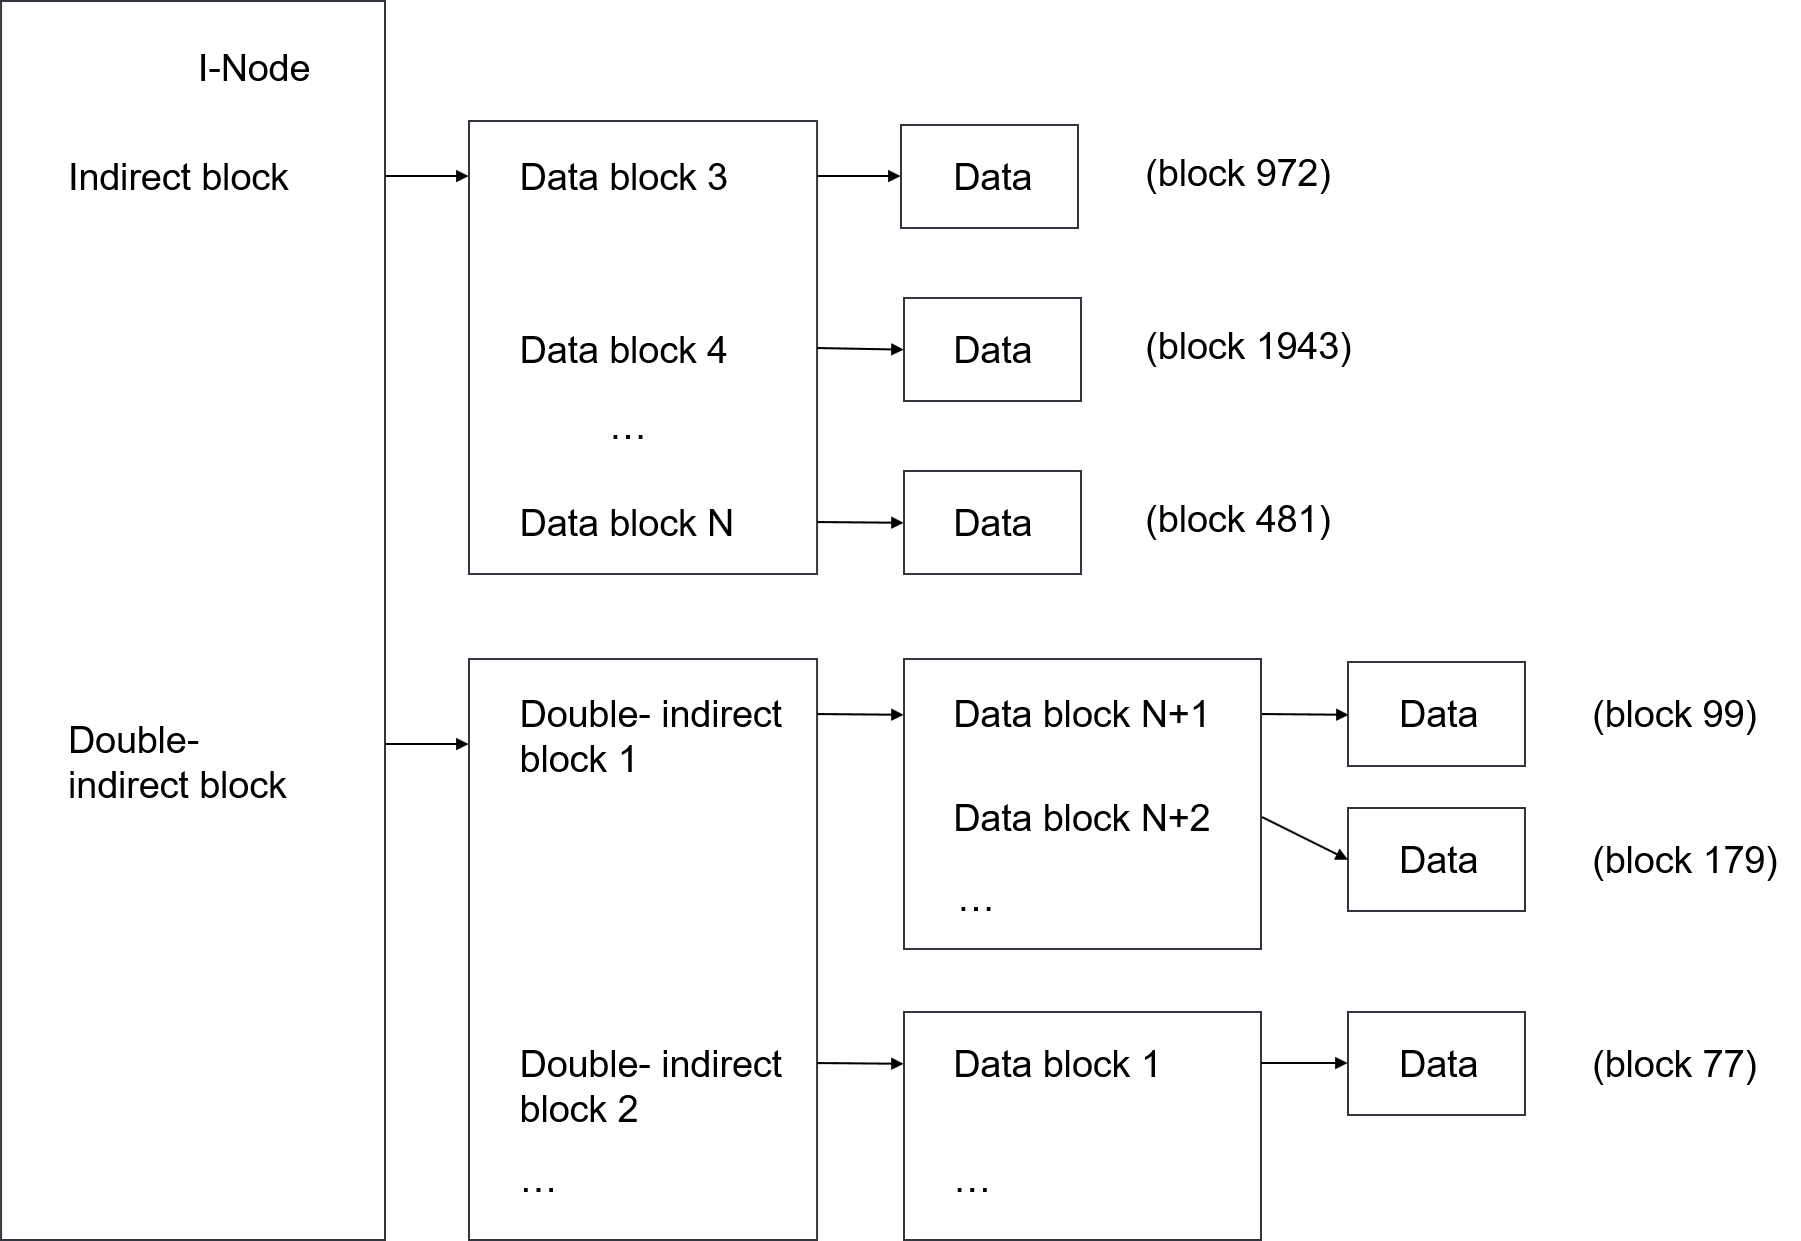 I-Node
Indirect block
Data block 3
Data
(block 972)
Data block 4
Data
(block 1943)
…
Data block N
Data
(block 481)
Double-
indirect block
Double- indirect
block 1
Data block N+1
Data
(block 99)
Data block N+2
Data
(block 179)
…
Double- indirect
block 2
Data block 1
Data
(block 77)
…
…